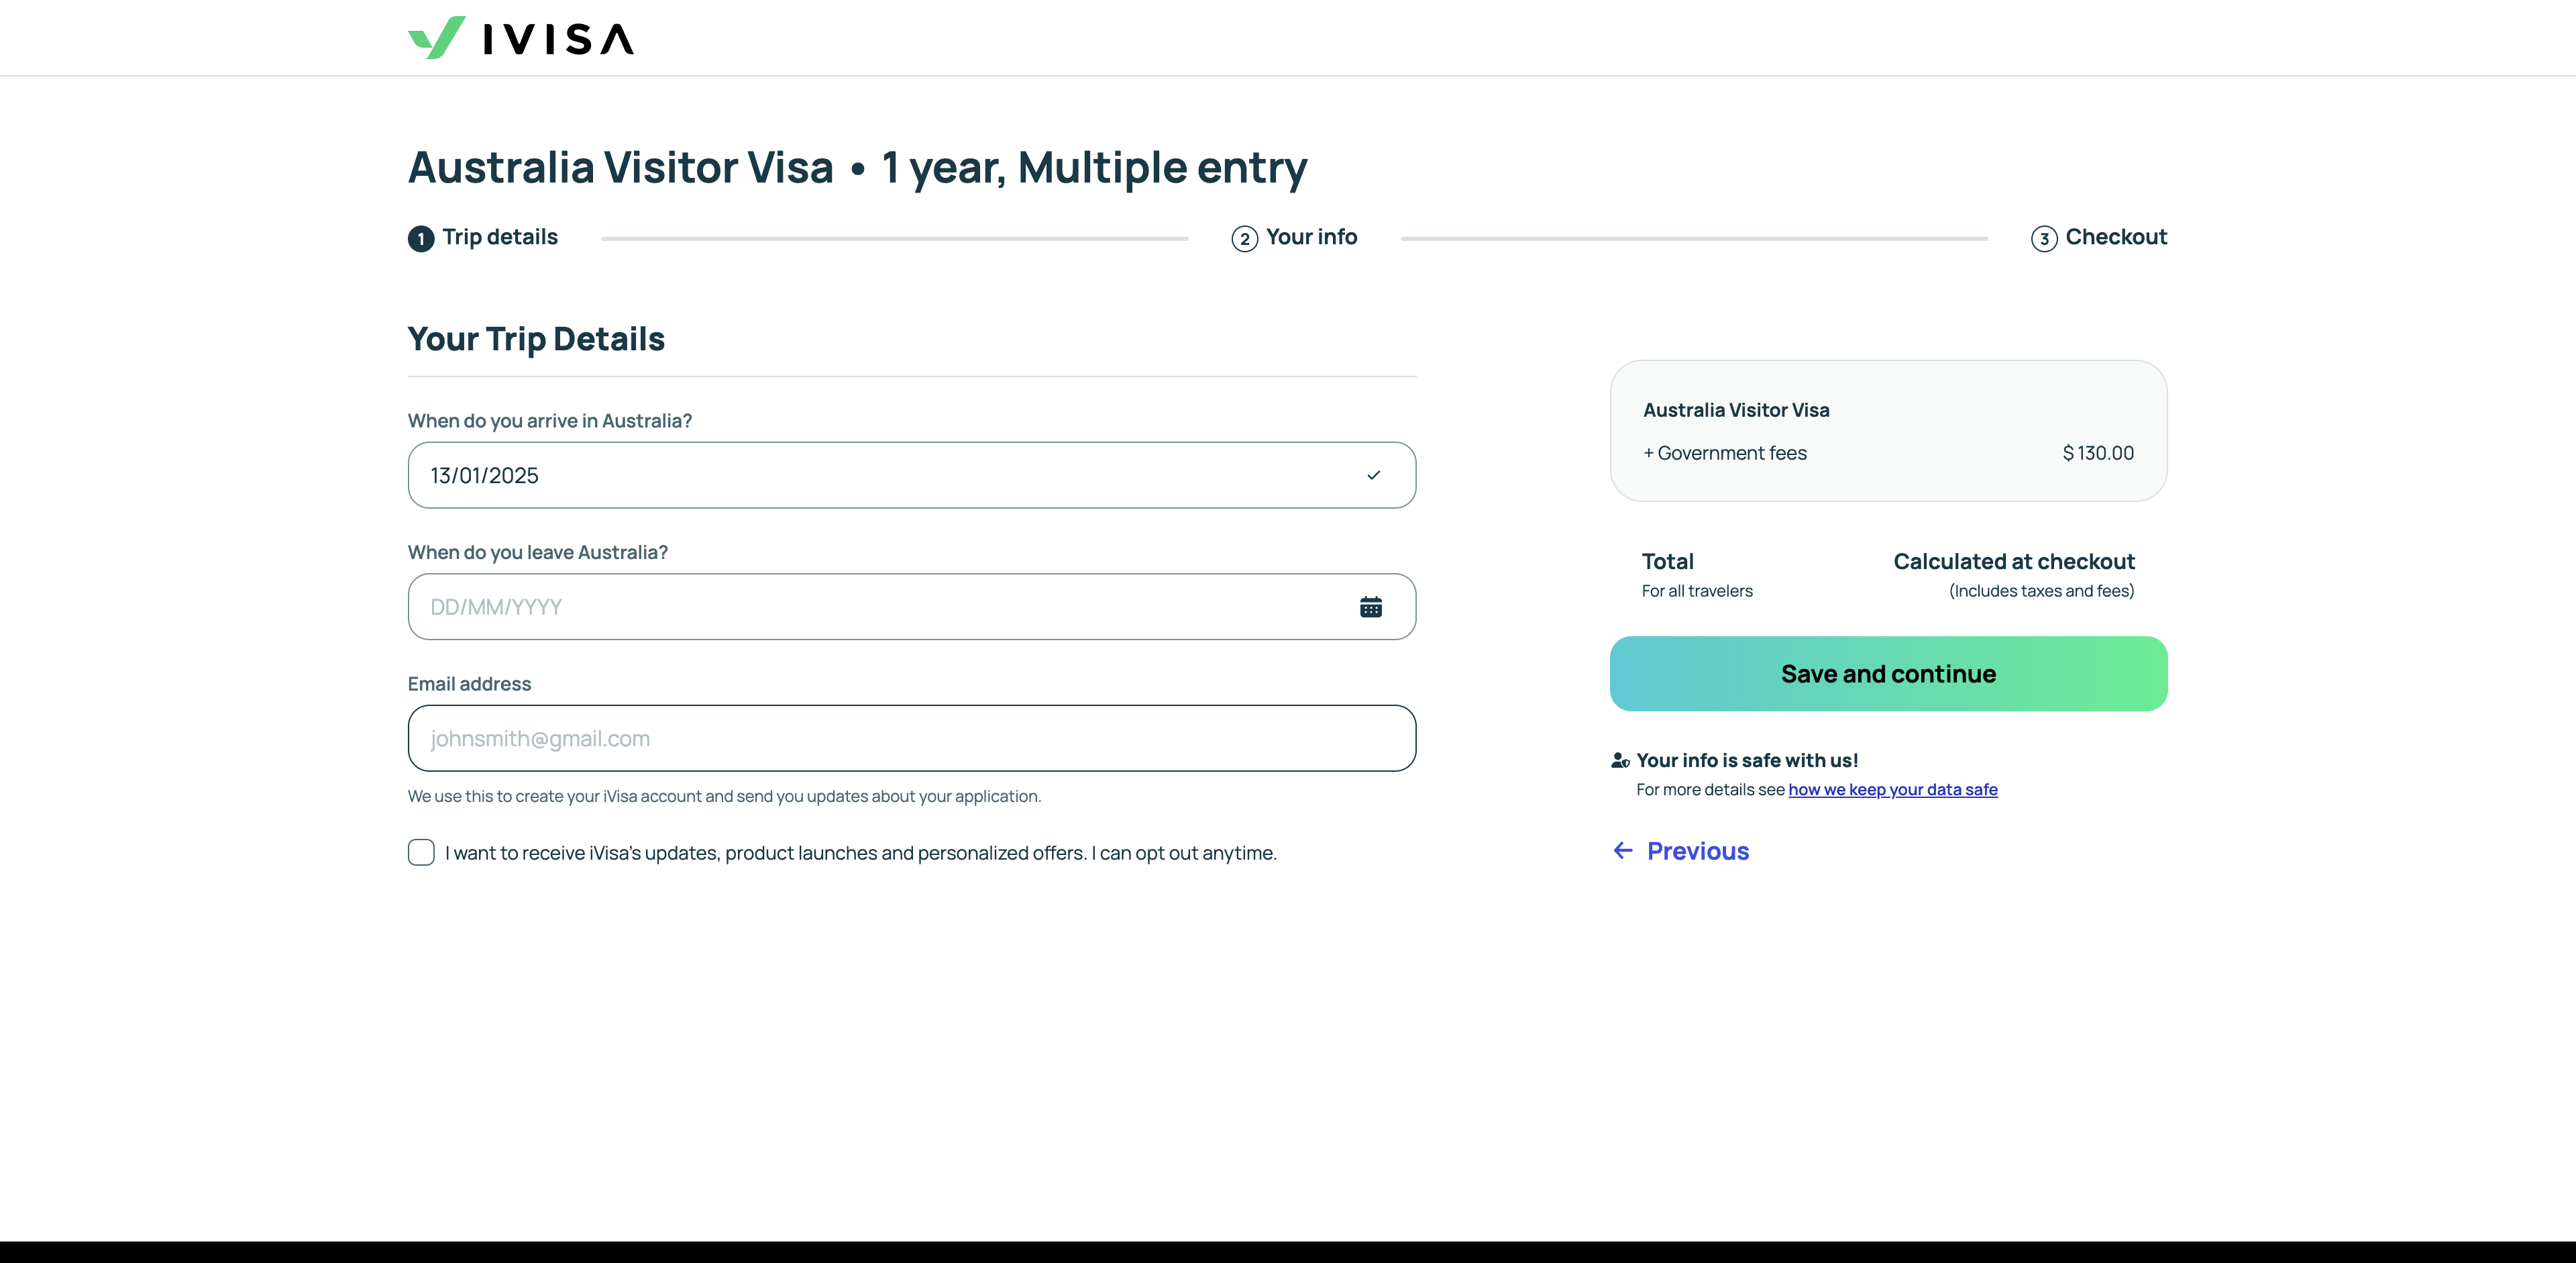 IVISA
Australia Visitor Visa • 1 year, Multiple entry
1 Trip details
2 Your info
3 Checkout
Your Trip Details
When do you arrive in Australia?
13/01/2025
When do you leave Australia?
DD/MM/YYYY
Email address
johnsmith@gmail.com
We use this to create your iVisa account and send you updates about your application.
I want to receive iVisa's updates, product launches and personalized offers. I can opt out anytime.
Australia Visitor Visa
+ Government fees $ 130.00
Total Calculated at checkout
For all travelers (Includes taxes and fees)
Save and continue
Your info is safe with us!
For more details see how we keep your data safe
Previous